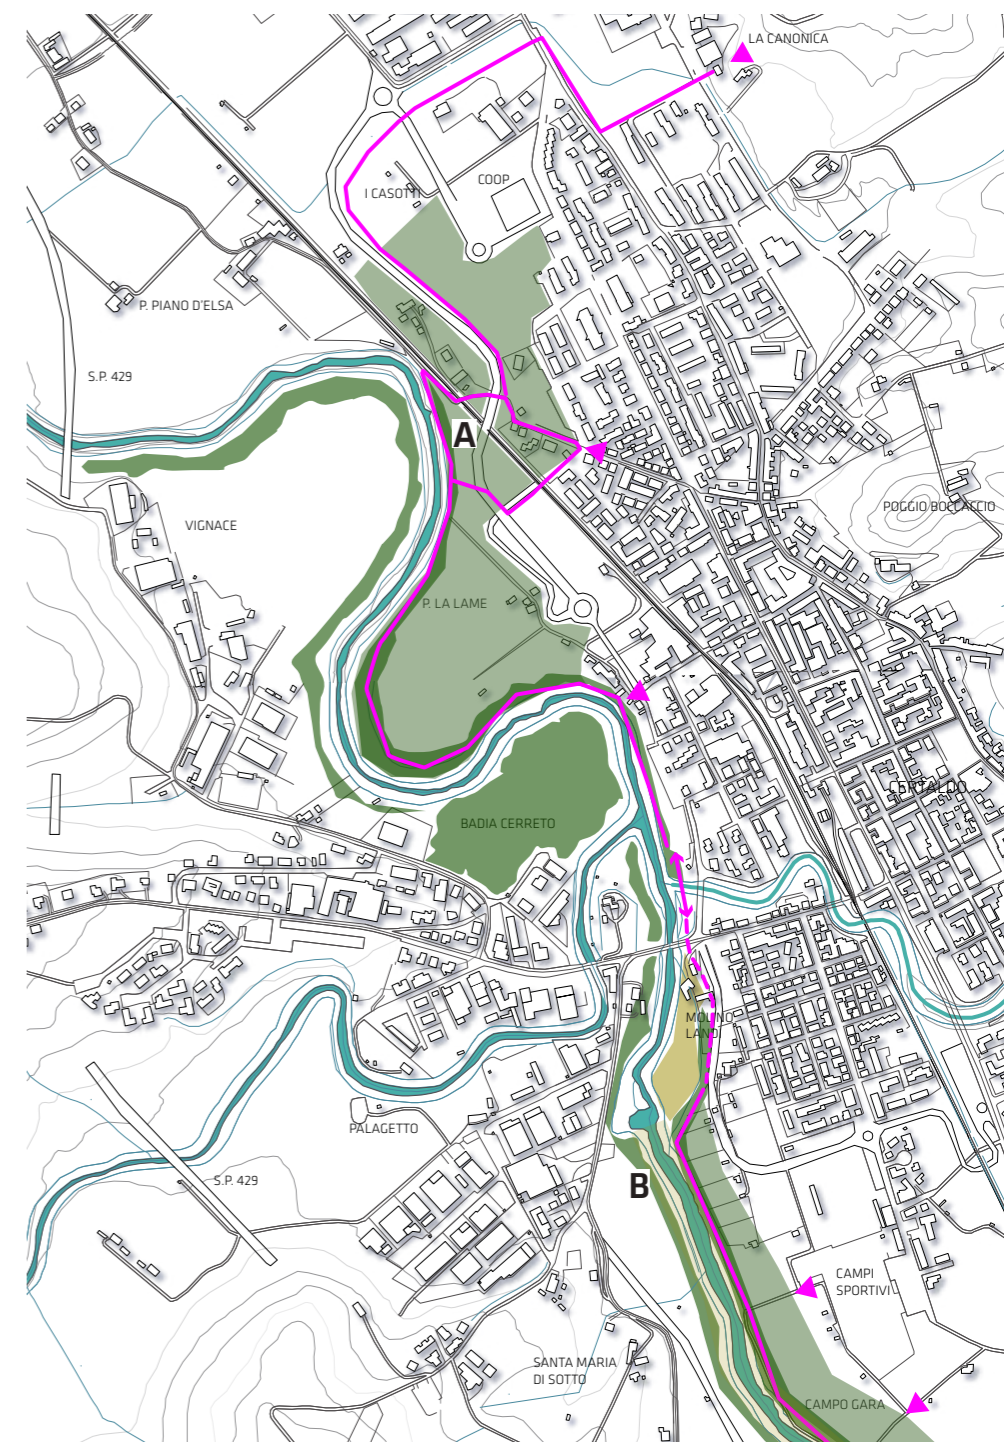 LA CANONICA
COOP
I CASOTTI
P. PIANO D'ELSA
S.P. 429
A
POGGIO BOCCACCIO
VIGNACE
P. LA LAME
CERTALDO
BADIA CERRETO
MOLINO
LAND
PALAGETTO
S.P. 429
B
CAMPI
SPORTIVI
SANTA MARIA
DI SOTTO
CAMPO GARA